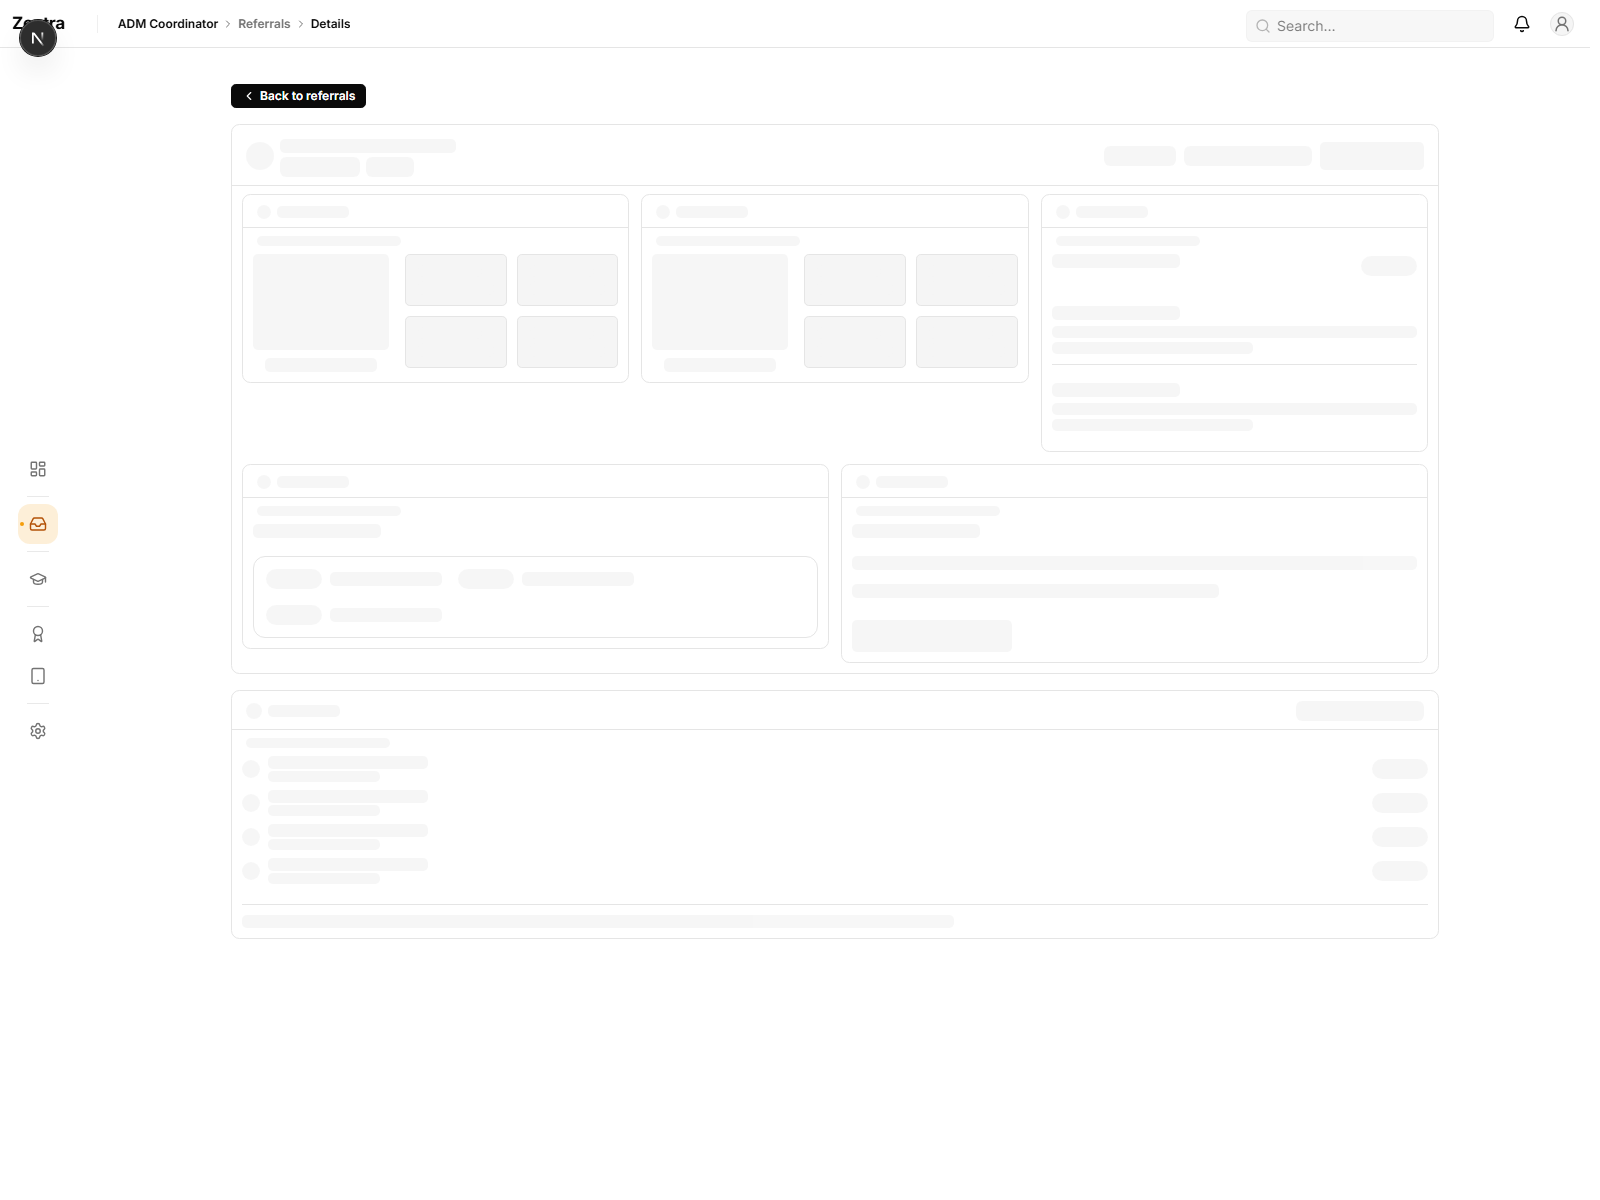 ADM Coordinator > Referrals > Details
Search...
N
Back to referrals